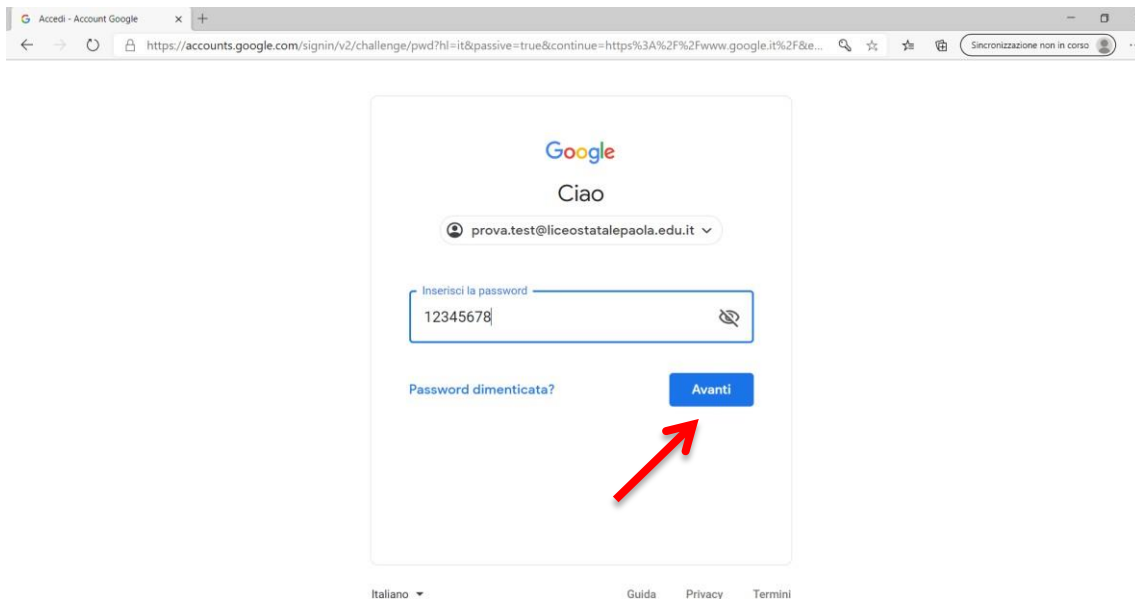 Accedi - Account Google
https://accounts.google.com/signin/v2/challenge/pwd?hl=it&passive=true&continue=https%3A%2F%2Fwww.google.it%2F&e...
Sincronizzazione non in corso
Google
Ciao
prova.test@liceostatalepaola.edu.it
Inserisci la password
12345678
Password dimenticata?
Avanti
Italiano
Guida Privacy Termini